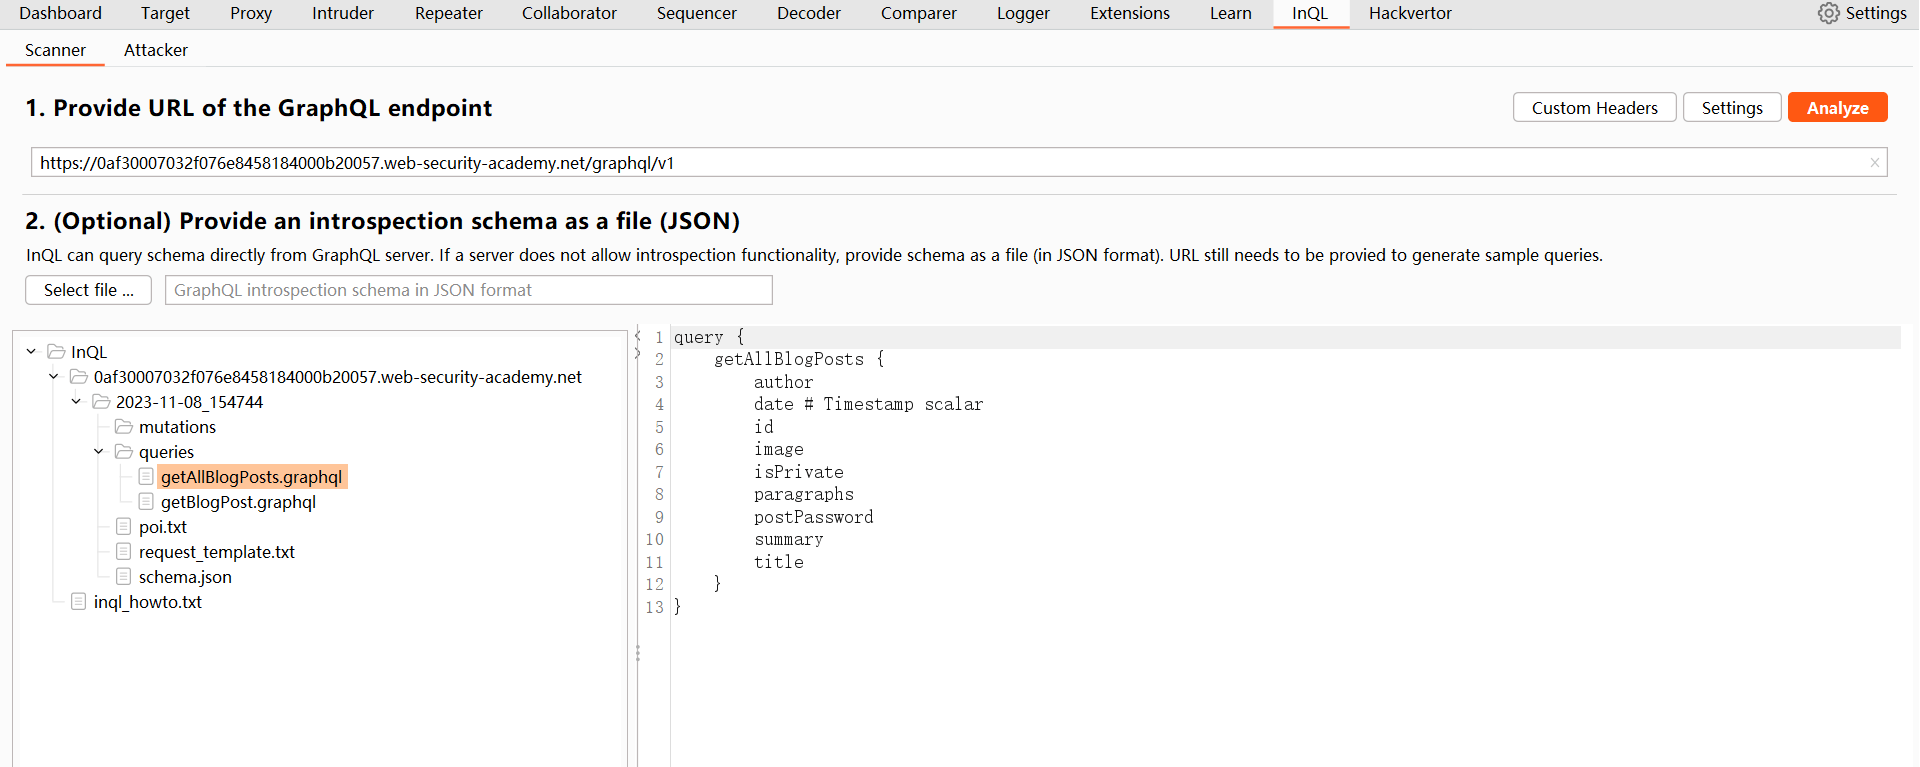 Dashboard Target Proxy Intruder Repeater Collaborator Sequencer Decoder Comparer Logger Extensions Learn InQL Hackvertor Settings
Scanner Attacker
1. Provide URL of the GraphQL endpoint
Custom Headers Settings Analyze
https://0af30007032f076e8458184000b20057.web-security-academy.net/graphql/v1
2. (Optional) Provide an introspection schema as a file (JSON)
InQL can query schema directly from GraphQL server. If a server does not allow introspection functionality, provide schema as a file (in JSON format). URL still needs to be provied to generate sample queries.
Select file ... GraphQL introspection schema in JSON format
InQL
0af30007032f076e8458184000b20057.web-security-academy.net
2023-11-08_154744
mutations
queries
getAllBlogPosts.graphql
getBlogPost.graphql
poi.txt
request_template.txt
schema.json
inql_howto.txt
1 query {
2 getAllBlogPosts {
3 author
4 date # Timestamp scalar
5 id
6 image
7 isPrivate
8 paragraphs
9 postPassword
10 summary
11 title
12 }
13 }